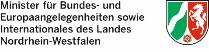 Minister für Bundes- und
Europaangelegenheiten sowie
Internationales des Landes
Nordrhein-Westfalen